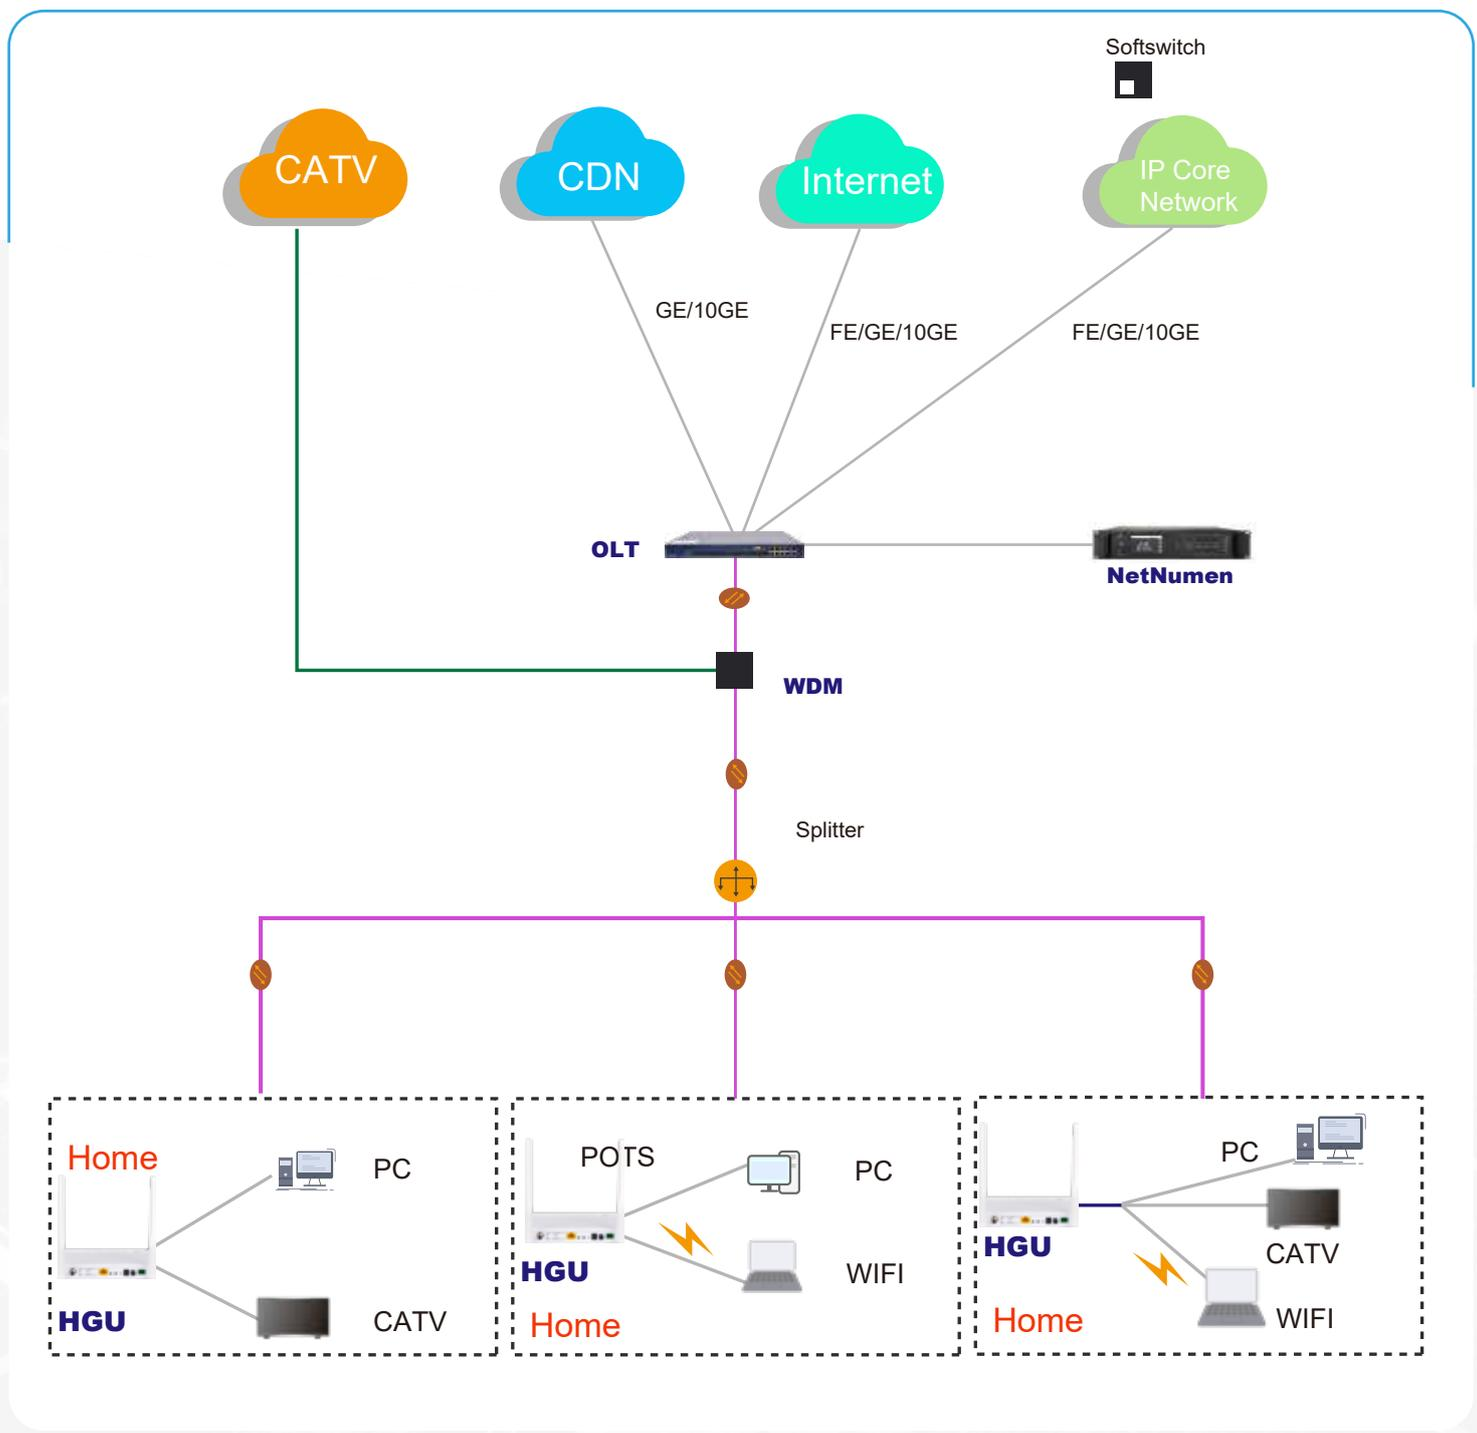 Softswitch
CATV
CDN
Internet
IP Core
Network
GE/10GE
FE/GE/10GE
FE/GE/10GE
OLT
NetNumen
WDM
Splitter
Home
PC
HGU
CATV
POTS
PC
HGU
WIFI
Home
PC
HGU
CATV
Home
WIFI